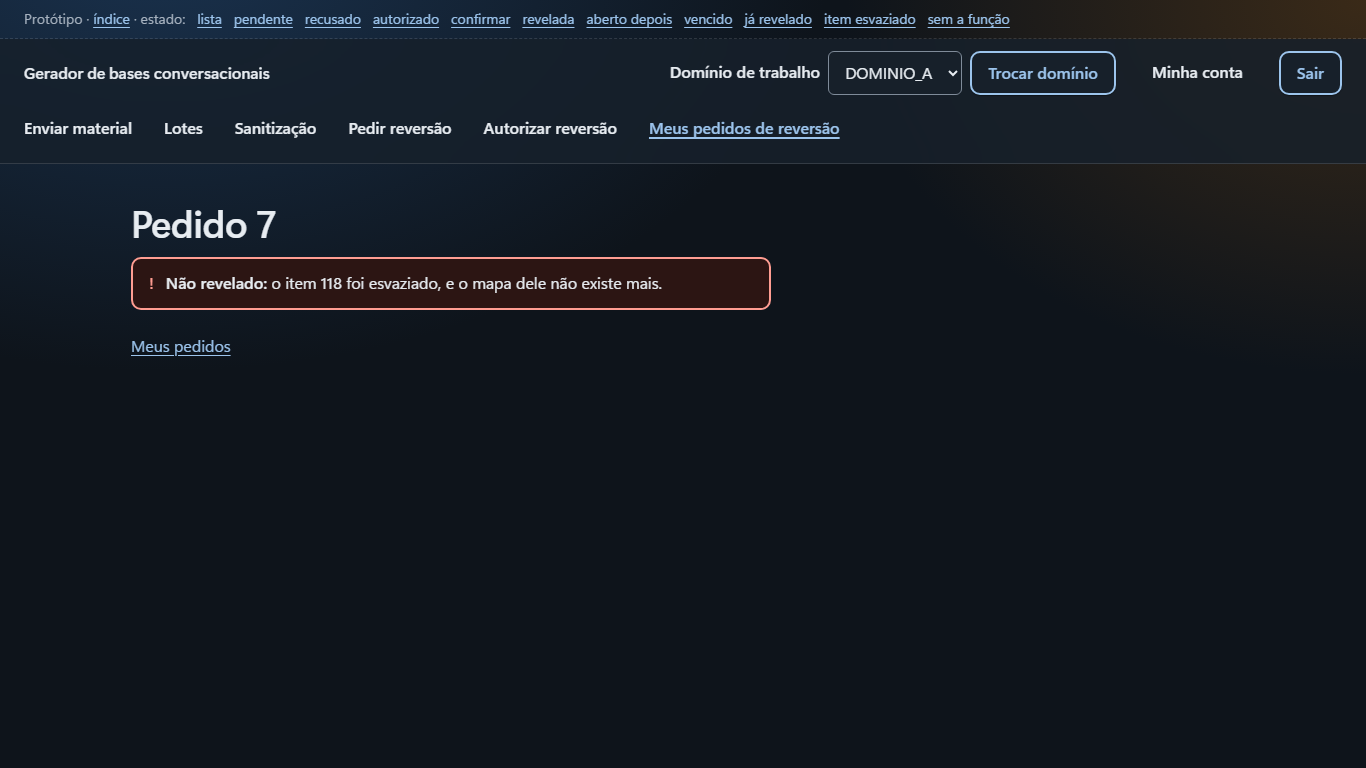 Protótipo · índice · estado: lista pendente recusado autorizado confirmar revelada aberto depois vencido já revelado item esvaziado sem a função
Gerador de bases conversacionais Domínio de trabalho DOMINIO_A Trocar domínio Minha conta Sair
Enviar material Lotes Sanitização Pedir reversão Autorizar reversão Meus pedidos de reversão
Pedido 7
! Não revelado: o item 118 foi esvaziado, e o mapa dele não existe mais.
Meus pedidos